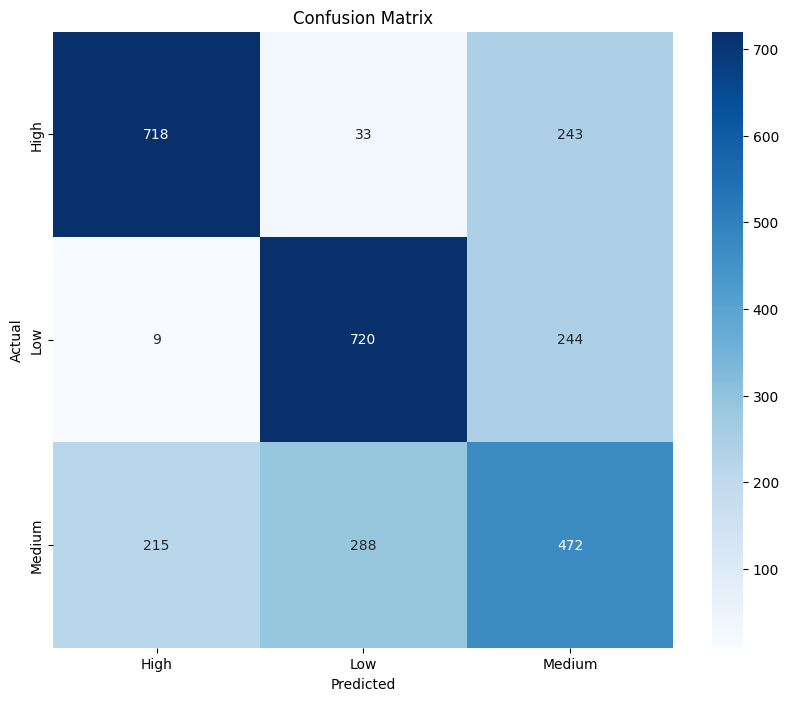 Confusion Matrix
Actual
High
718 33 243
Low
9 720 244
Medium
215 288 472
High Low Medium
Predicted
700
600
500
400
300
200
100